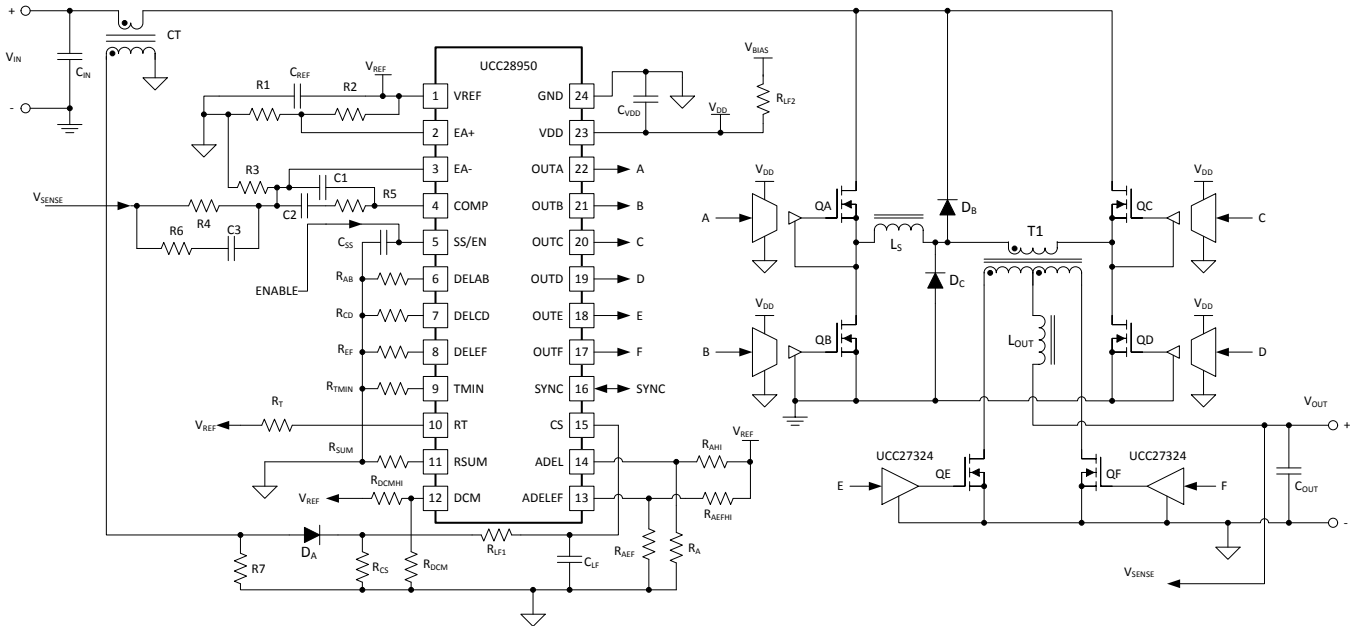 +
CT
V_IN
C_IN
-
UCC28950
R1
C_REF
R2
V_REF
1 VREF
GND 24
2 EA+
VDD 23
3 EA-
OUTA 22
A
4 COMP
OUTB 21
B
5 SS/EN
OUTC 20
C
6 DELAB
OUTD 19
D
7 DELCD
OUTE 18
E
8 DELEF
OUTF 17
F
9 TMIN
SYNC 16
SYNC
10 RT
CS 15
11 RSUM
ADEL 14
12 DCM
ADELEF 13
C_VDD
V_DD
V_BIAS
R_LF2
R3
C1
V_SENSE
R4
C2
R5
R6
C3
C_SS
ENABLE
R_AB
R_CD
R_EF
R_TMIN
R_T
V_REF
R_SUM
R_DCMHI
V_REF
R_AHI
V_REF
R_AEFHI
D_A
R_LF1
R7
R_CS
R_DCM
C_LF
R_AEF
R_A
V_DD
A
QA
L_S
D_B
T1
QC
V_DD
C
D_C
V_DD
B
QB
L_OUT
QD
V_DD
D
V_OUT
+
UCC27324
QE
E
QF
UCC27324
F
C_OUT
-
V_SENSE